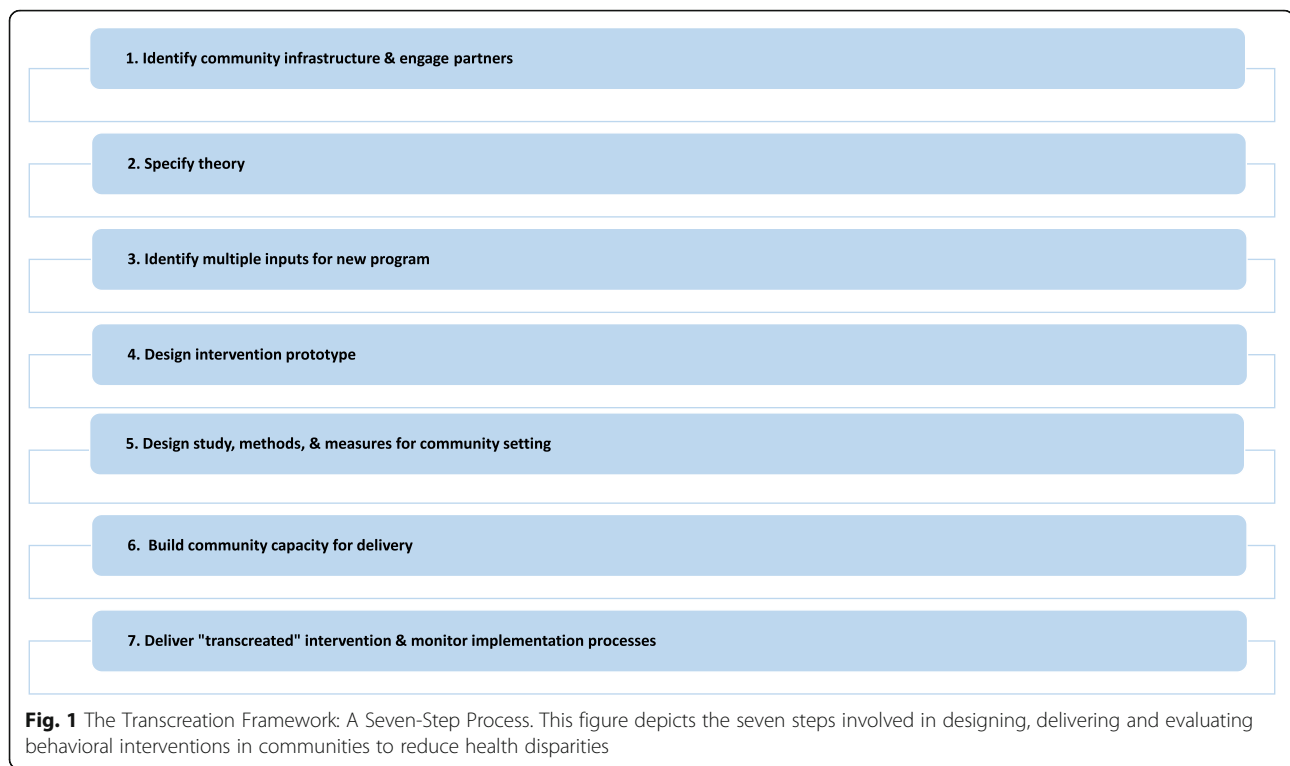 1. Identify community infrastructure & engage partners
2. Specify theory
3. Identify multiple inputs for new program
4. Design intervention prototype
5. Design study, methods, & measures for community setting
6. Build community capacity for delivery
7. Deliver "transcreated" intervention & monitor implementation processes
Fig. 1 The Transcreation Framework: A Seven-Step Process. This figure depicts the seven steps involved in designing, delivering and evaluating
behavioral interventions in communities to reduce health disparities